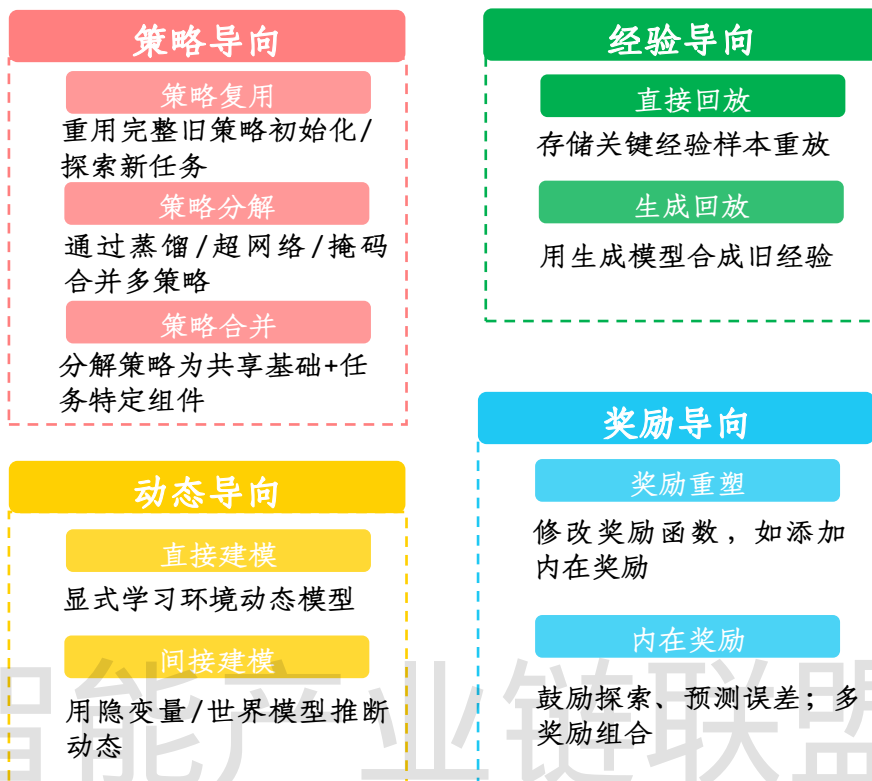 策略导向
策略复用
重用完整旧策略初始化/
探索新任务
策略分解
通过蒸馏/超网络/掩码
合并多策略
策略合并
分解策略为共享基础+任
务特定组件
经验导向
直接回放
存储关键经验样本重放
生成回放
用生成模型合成旧经验
动态导向
直接建模
显式学习环境动态模型
间接建模
用隐变量/世界模型推断
动态
奖励导向
奖励重塑
修改奖励函数，如添加
内在奖励
内在奖励
鼓励探索、预测误差；多
奖励组合
智能产业链联盟